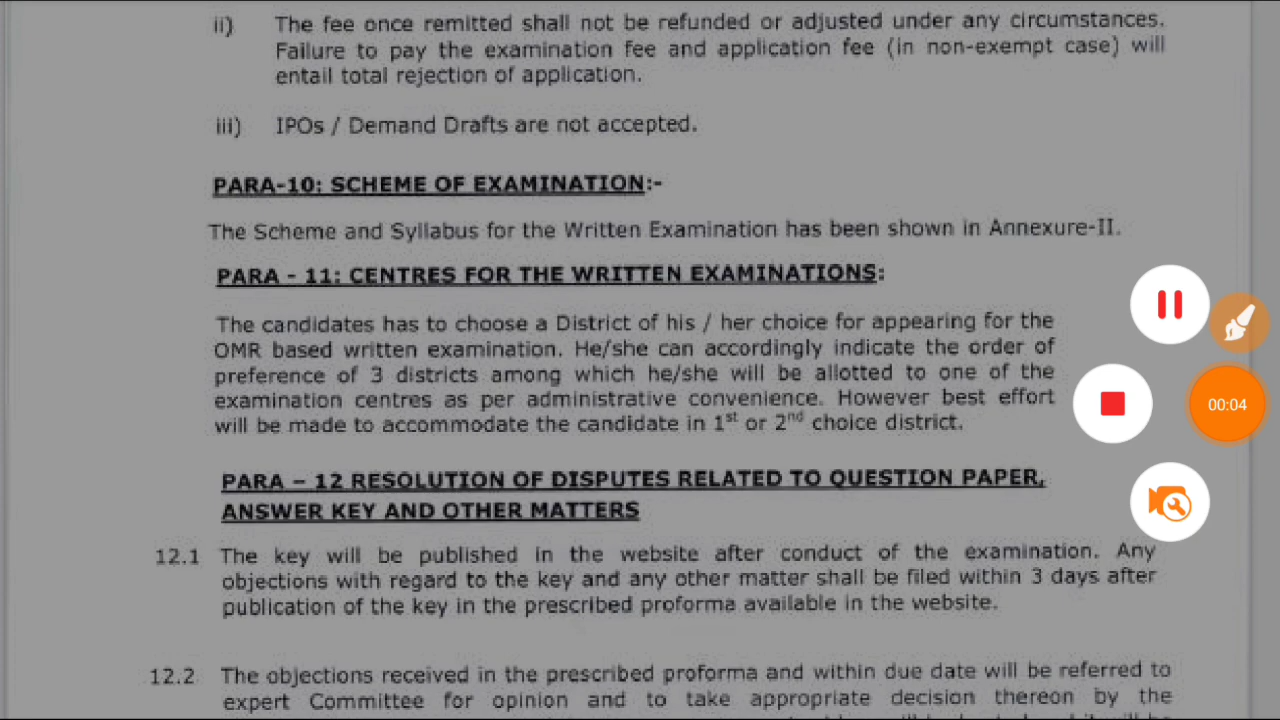 ii) The fee once remitted shall not be refunded or adjusted under any circumstances.
Failure to pay the examination fee and application fee (in non-exempt case) will
entail total rejection of application.
iii) IPOs / Demand Drafts are not accepted.
PARA-10: SCHEME OF EXAMINATION:-
The Scheme and Syllabus for the Written Examination has been shown in Annexure-II.
PARA - 11: CENTRES FOR THE WRITTEN EXAMINATIONS:
The candidates has to choose a District of his / her choice for appearing for the
OMR based written examination. He/she can accordingly indicate the order of
preference of 3 districts among which he/she will be allotted to one of the
examination centres as per administrative convenience. However best effort
will be made to accommodate the candidate in 1st or 2nd choice district.
00:04
PARA – 12 RESOLUTION OF DISPUTES RELATED TO QUESTION PAPER,
ANSWER KEY AND OTHER MATTERS
12.1 The key will be published in the website after conduct of the examination. Any
objections with regard to the key and any other matter shall be filed within 3 days after
publication of the key in the prescribed proforma available in the website.
12.2 The objections received in the prescribed proforma and within due date will be referred to
expert Committee for opinion and to take appropriate decision thereon by the